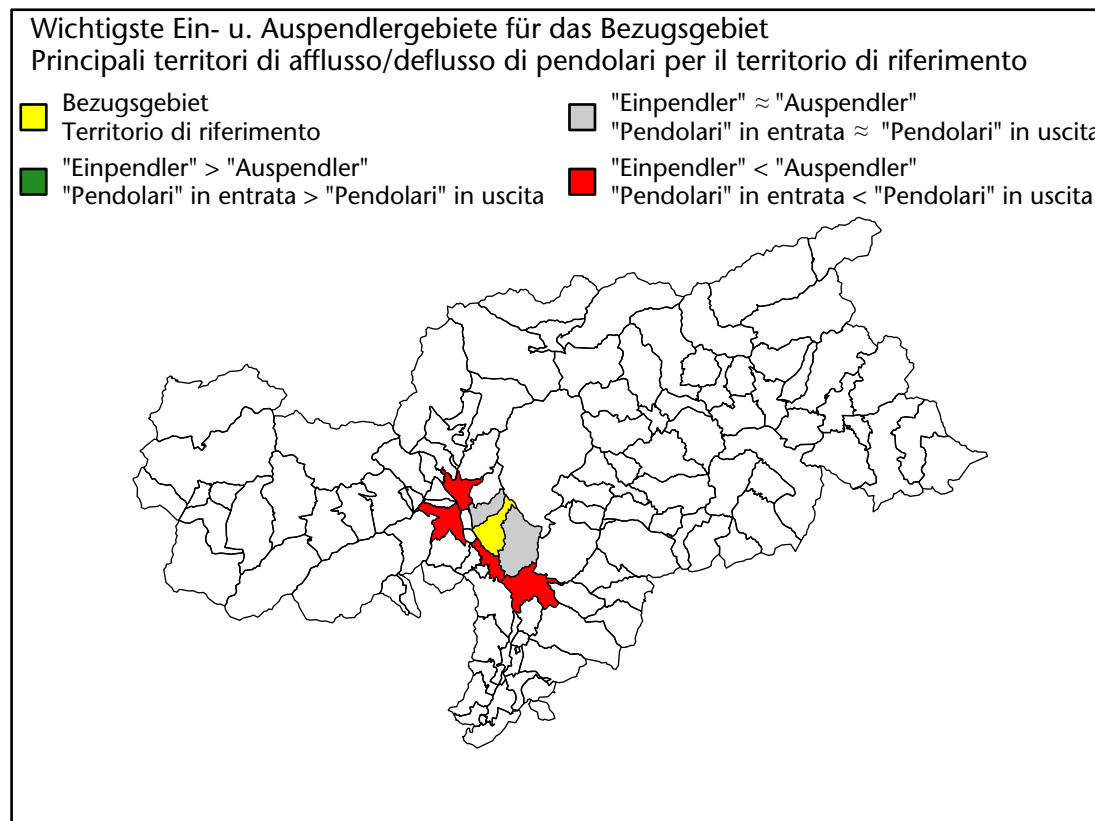 Wichtigste Ein- u. Auspendlergebiete für das Bezugsgebiet
Principali territori di afflusso/deflusso di pendolari per il territorio di riferimento
Bezugsgebiet
Territorio di riferimento
"Einpendler" > "Auspendler"
"Pendolari" in entrata > "Pendolari" in uscita
"Einpendler" ≈ "Auspendler"
"Pendolari" in entrata ≈ "Pendolari" in uscita
"Einpendler" < "Auspendler"
"Pendolari" in entrata < "Pendolari" in uscita